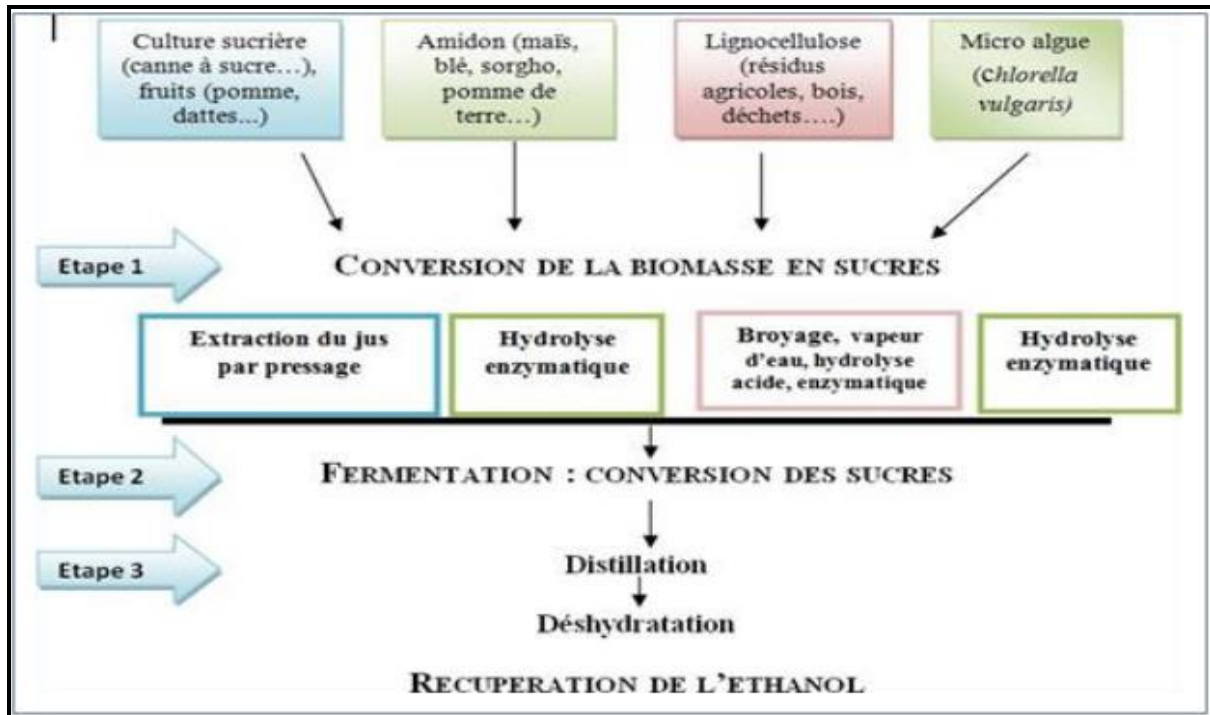 Culture sucrière
(canne à sucre...),
fruits (pomme,
dattes...)
Amidon (maïs,
blé, sorgho,
pomme de
terre...)
Lignocellulose
(résidus
agricoles, bois,
déchets....)
Micro algue
(Chlorella
vulgaris)
Etape 1
CONVERSION DE LA BIOMASSE EN SUCRES
Extraction du jus
par pressage
Hydrolyse
enzymatique
Broyage, vapeur
d'eau, hydrolyse
acide, enzymatique
Hydrolyse
enzymatique
Etape 2
FERMENTATION : CONVERSION DES SUCRES
Etape 3
Distillation
Déshydratation
RECUPERATION DE L'ETHANOL